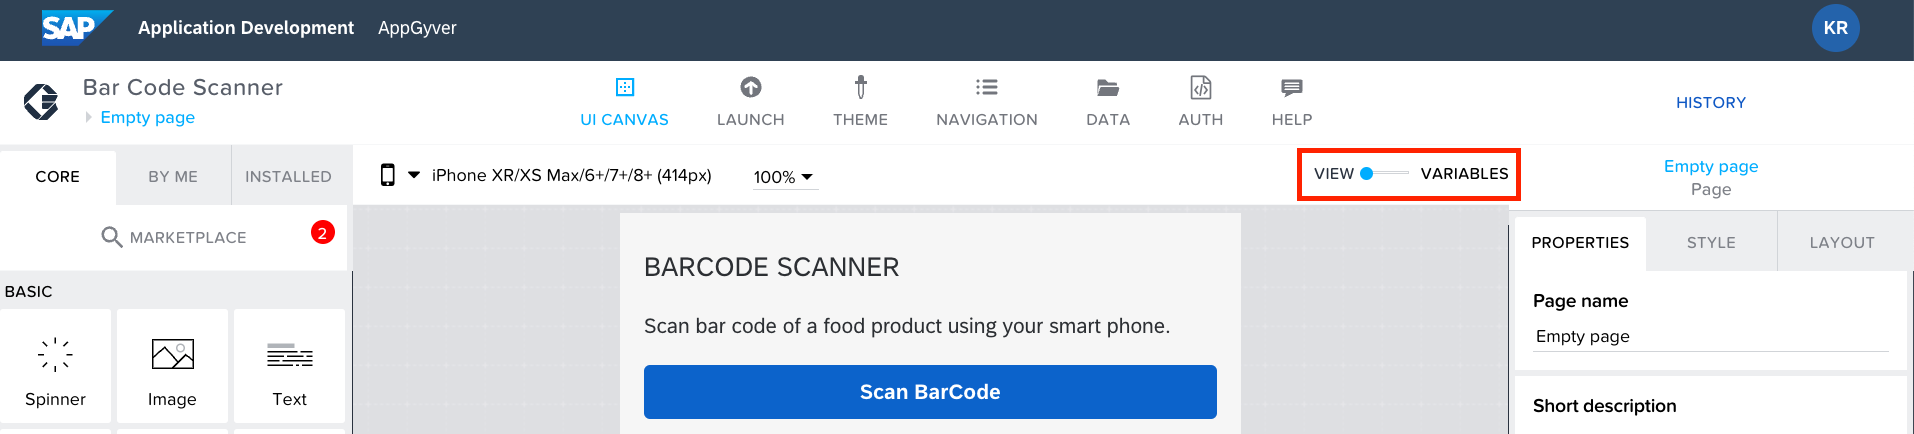 SAP Application Development AppGyver KR
Bar Code Scanner
Empty page
UI CANVAS LAUNCH THEME NAVIGATION DATA AUTH HELP
HISTORY
CORE BY ME INSTALLED
iPhone XR/XS Max/6+/7+/8+ (414px) 100%
VIEW VARIABLES
Empty page
Page
MARKETPLACE 2
PROPERTIES STYLE LAYOUT
BASIC
Spinner Image Text
BARCODE SCANNER
Scan bar code of a food product using your smart phone.
Scan BarCode
Page name
Empty page
Short description